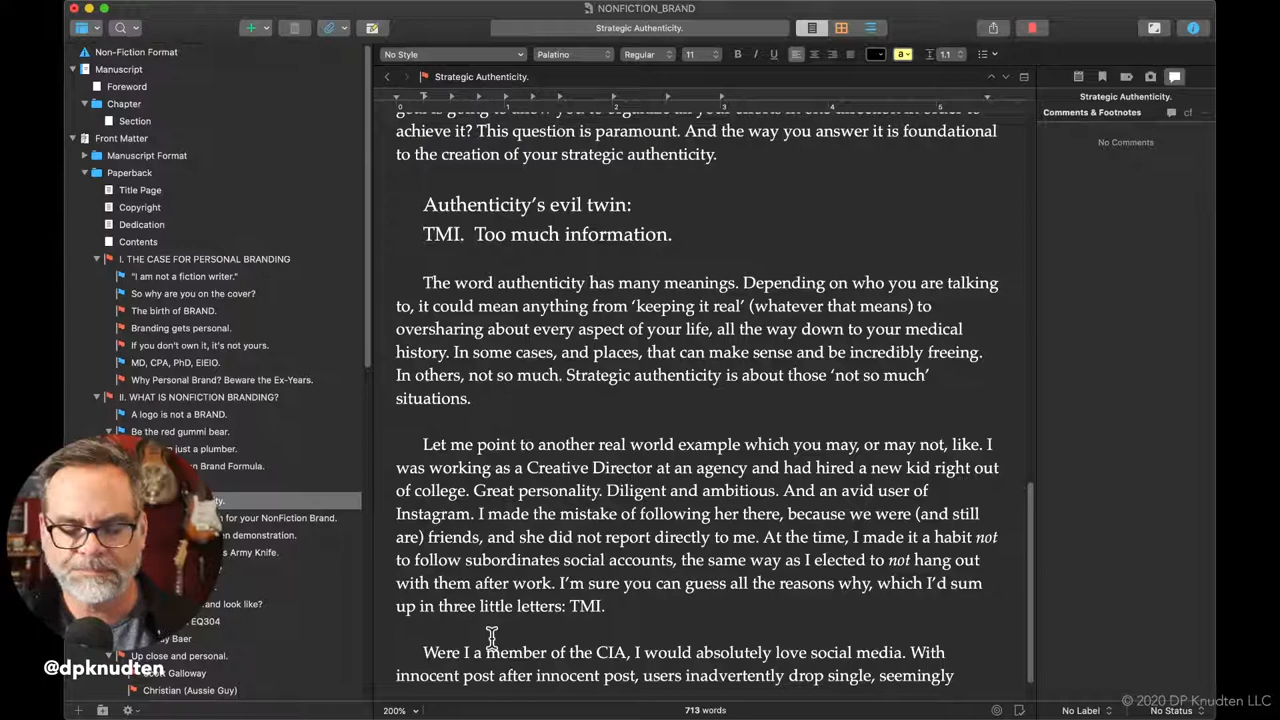 NONFICTION_BRAND
Strategic Authenticity.
No Style
Palatino
Regular
11
B I U
a
1.1
Non-Fiction Format
Manuscript
Foreword
Chapter
Section
Front Matter
Manuscript Format
Paperback
Title Page
Copyright
Dedication
Contents
I. THE CASE FOR PERSONAL BRANDING
"I am not a fiction writer."
So why are you on the cover?
The birth of BRAND.
Branding gets personal.
If you don't own it, it's not yours.
MD, CPA, PhD, EIEIO.
Why Personal Brand? Beware the Ex-Years.
II. WHAT IS NONFICTION BRANDING?
A logo is not a BRAND.
Be the red gummi bear.
just a plumber.
Brand Formula.
for your NonFiction Brand.
demonstration.
Army Knife.
and look like?
EQ304
Baer
Up close and personal.
Galloway
Christian (Aussie Guy)
@dpknudten
Strategic Authenticity.
0 1 2 3 4 5
achieve it? This question is paramount. And the way you answer it is foundational
to the creation of your strategic authenticity.
Authenticity’s evil twin:
TMI. Too much information.
The word authenticity has many meanings. Depending on who you are talking
to, it could mean anything from ‘keeping it real’ (whatever that means) to
oversharing about every aspect of your life, all the way down to your medical
history. In some cases, and places, that can make sense and be incredibly freeing.
In others, not so much. Strategic authenticity is about those ‘not so much’
situations.
Let me point to another real world example which you may, or may not, like. I
was working as a Creative Director at an agency and had hired a new kid right out
of college. Great personality. Diligent and ambitious. And an avid user of
Instagram. I made the mistake of following her there, because we were (and still
are) friends, and she did not report directly to me. At the time, I made it a habit not
to follow subordinates social accounts, the same way as I elected to not hang out
with them after work. I’m sure you can guess all the reasons why, which I’d sum
up in three little letters: TMI.
Were I a member of the CIA, I would absolutely love social media. With
innocent post after innocent post, users inadvertently drop single, seemingly
200%
713 words
Strategic Authenticity.
Comments & Footnotes
cf
No Comments
No Label
No Status
© 2020 DP Knudten LLC